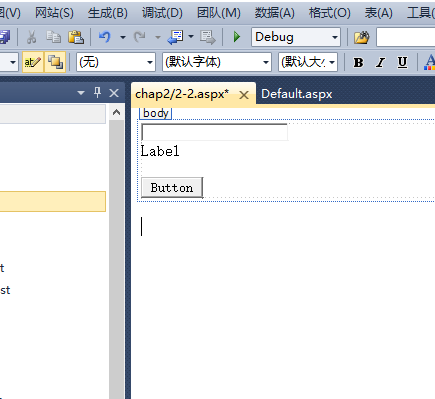 图(V) 网站(S) 生成(B) 调试(D) 团队(M) 数据(A) 格式(O) 表(A) 工具(
Debug
(无) (默认字体) (默认大 B I U A
chap2/2-2.aspx* Default.aspx
body
Label
Button
t
st